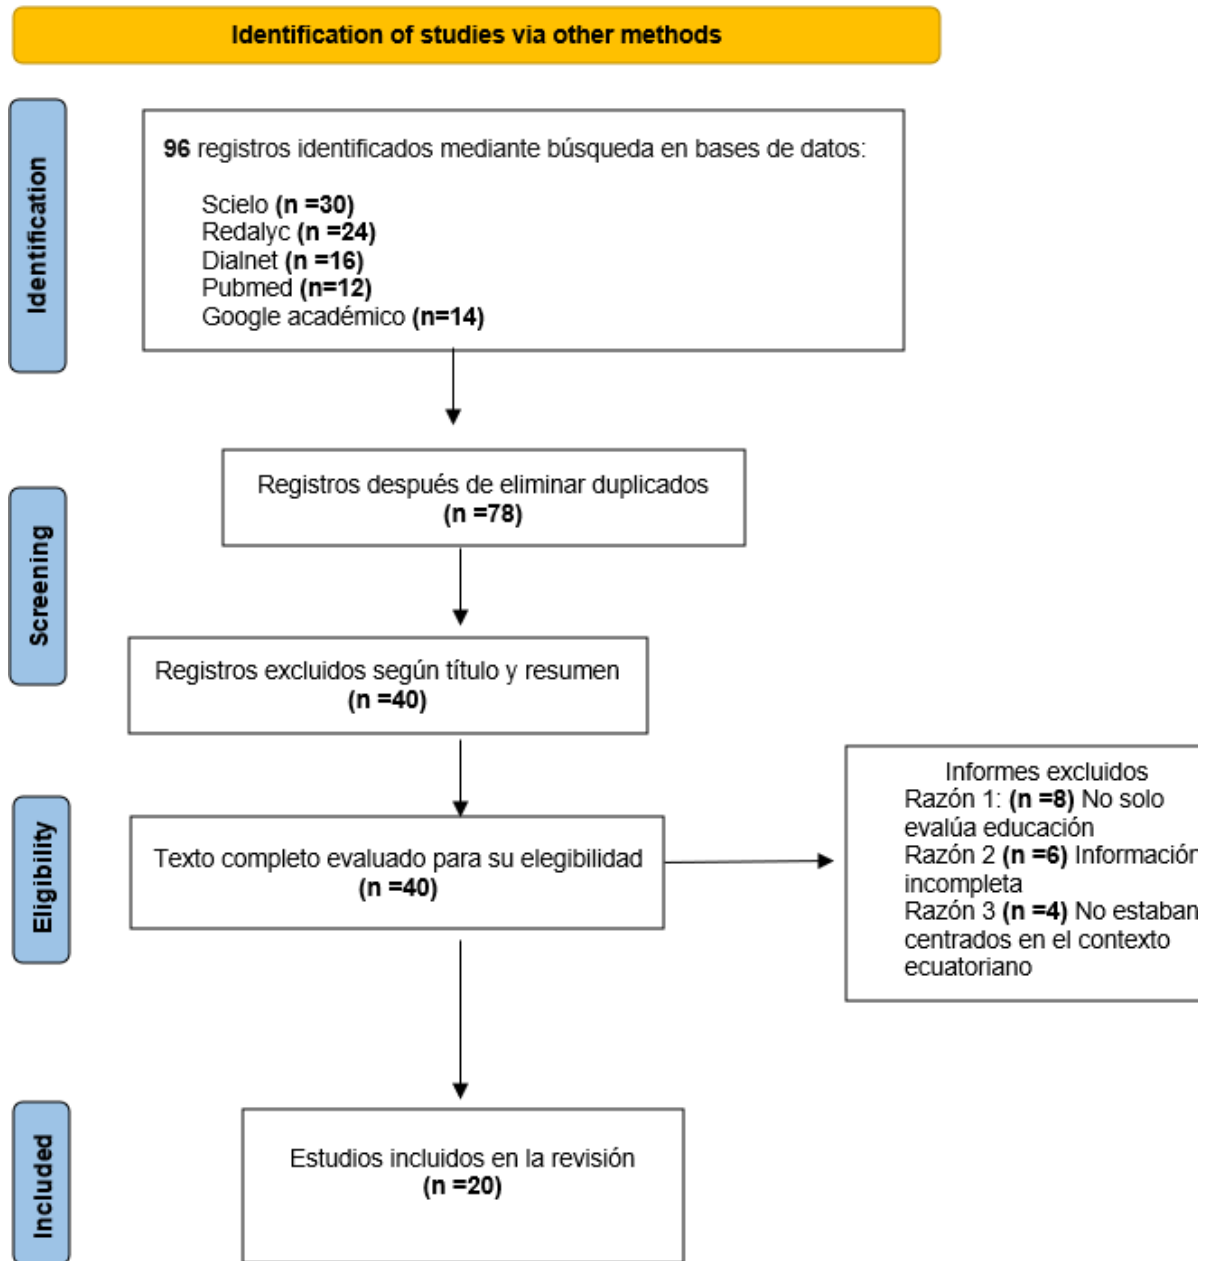 Identification of studies via other methods
Identification
96 registros identificados mediante búsqueda en bases de datos:
Scielo (n =30)
Redalyc (n =24)
Dialnet (n =16)
Pubmed (n=12)
Google académico (n=14)
Screening
Registros después de eliminar duplicados
(n =78)
Registros excluidos según título y resumen
(n =40)
Eligibility
Texto completo evaluado para su elegibilidad
(n =40)
Informes excluidos
Razón 1: (n =8) No solo
evalúa educación
Razón 2 (n =6) Información
incompleta
Razón 3 (n =4) No estaban
centrados en el contexto
ecuatoriano
Included
Estudios incluidos en la revisión
(n =20)